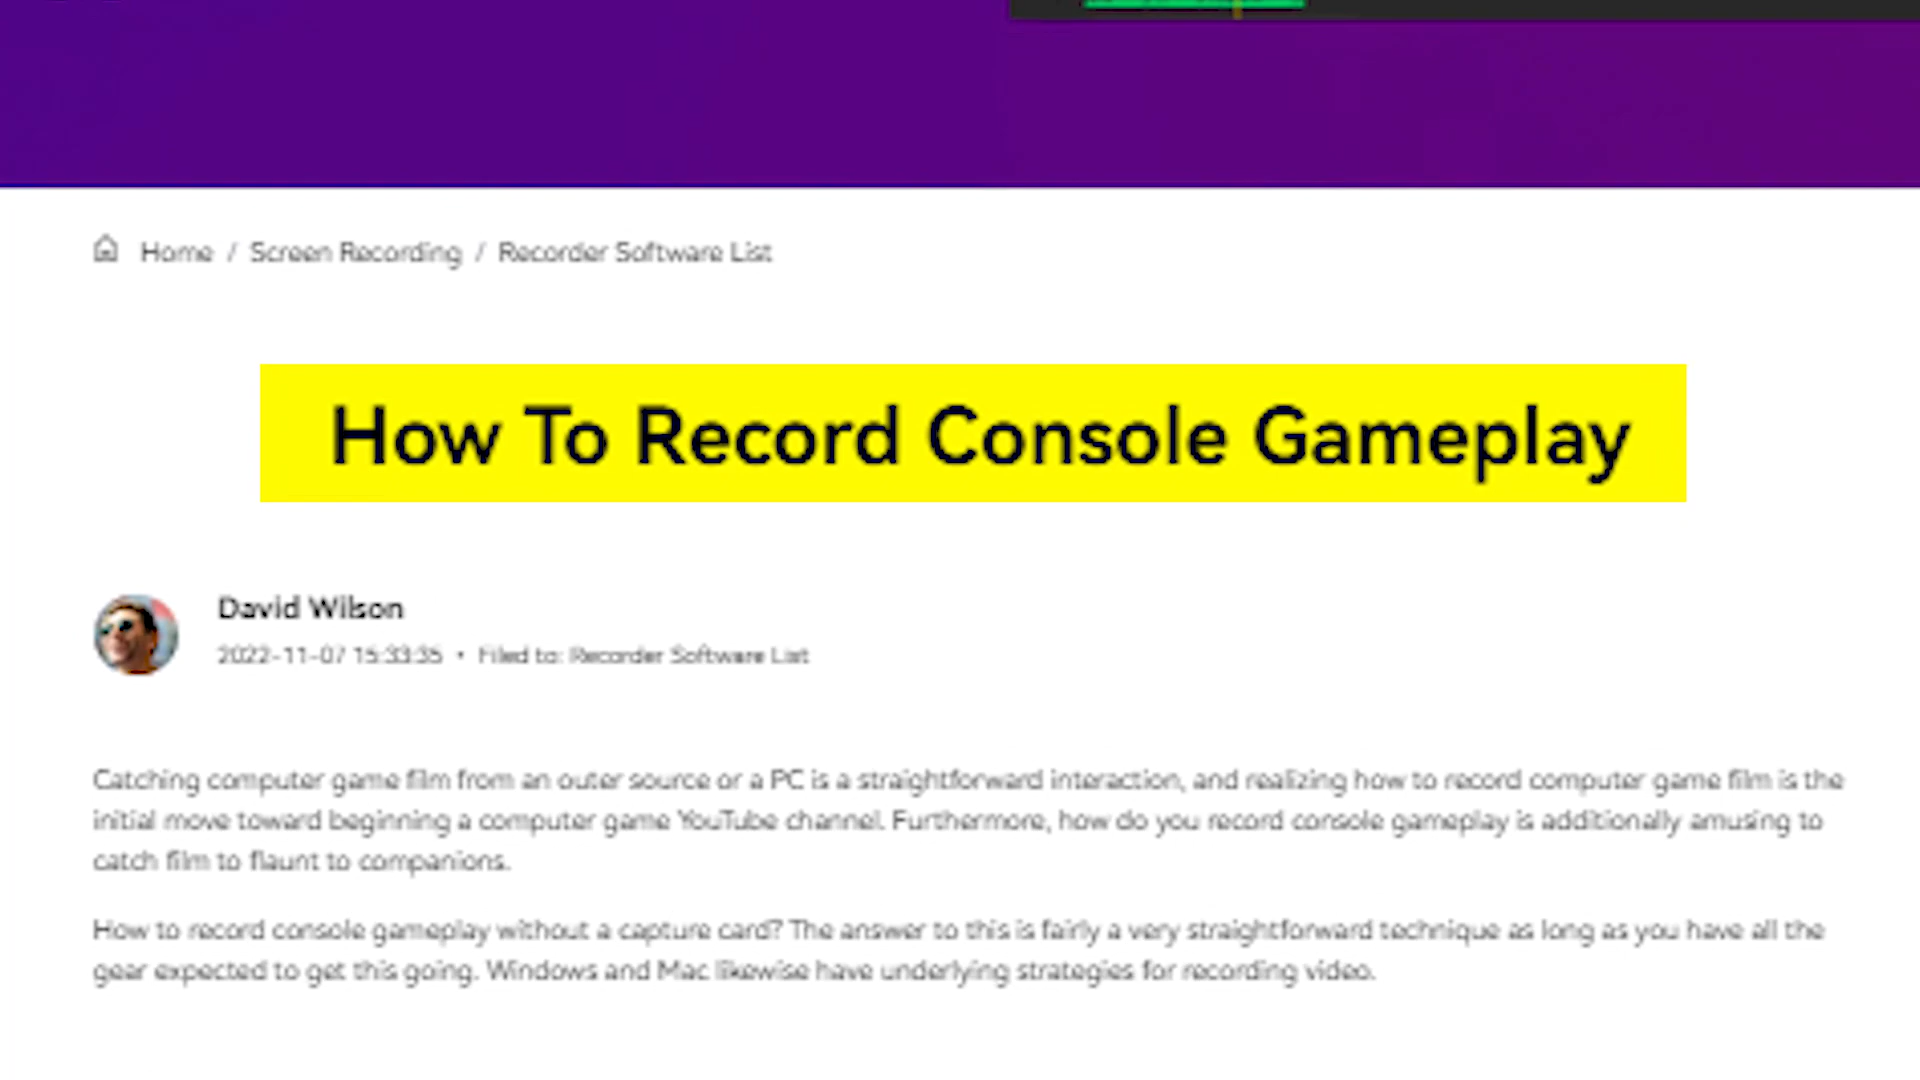 Home / Screen Recording / Recorder Software List
How To Record Console Gameplay
David Wilson
2022-11-07 15:33:35 • Filed to: Recorder Software List
Catching computer game film from an outer source or a PC is a straightforward interaction, and realizing how to record computer game film is the
initial move toward beginning a computer game YouTube channel. Furthermore, how do you record console gameplay is additionally amusing to
catch film to flaunt to companions.
How to record console gameplay without a capture card? The answer to this is fairly a very straightforward technique as long as you have all the
gear expected to get this going. Windows and Mac likewise have underlying strategies for recording video.